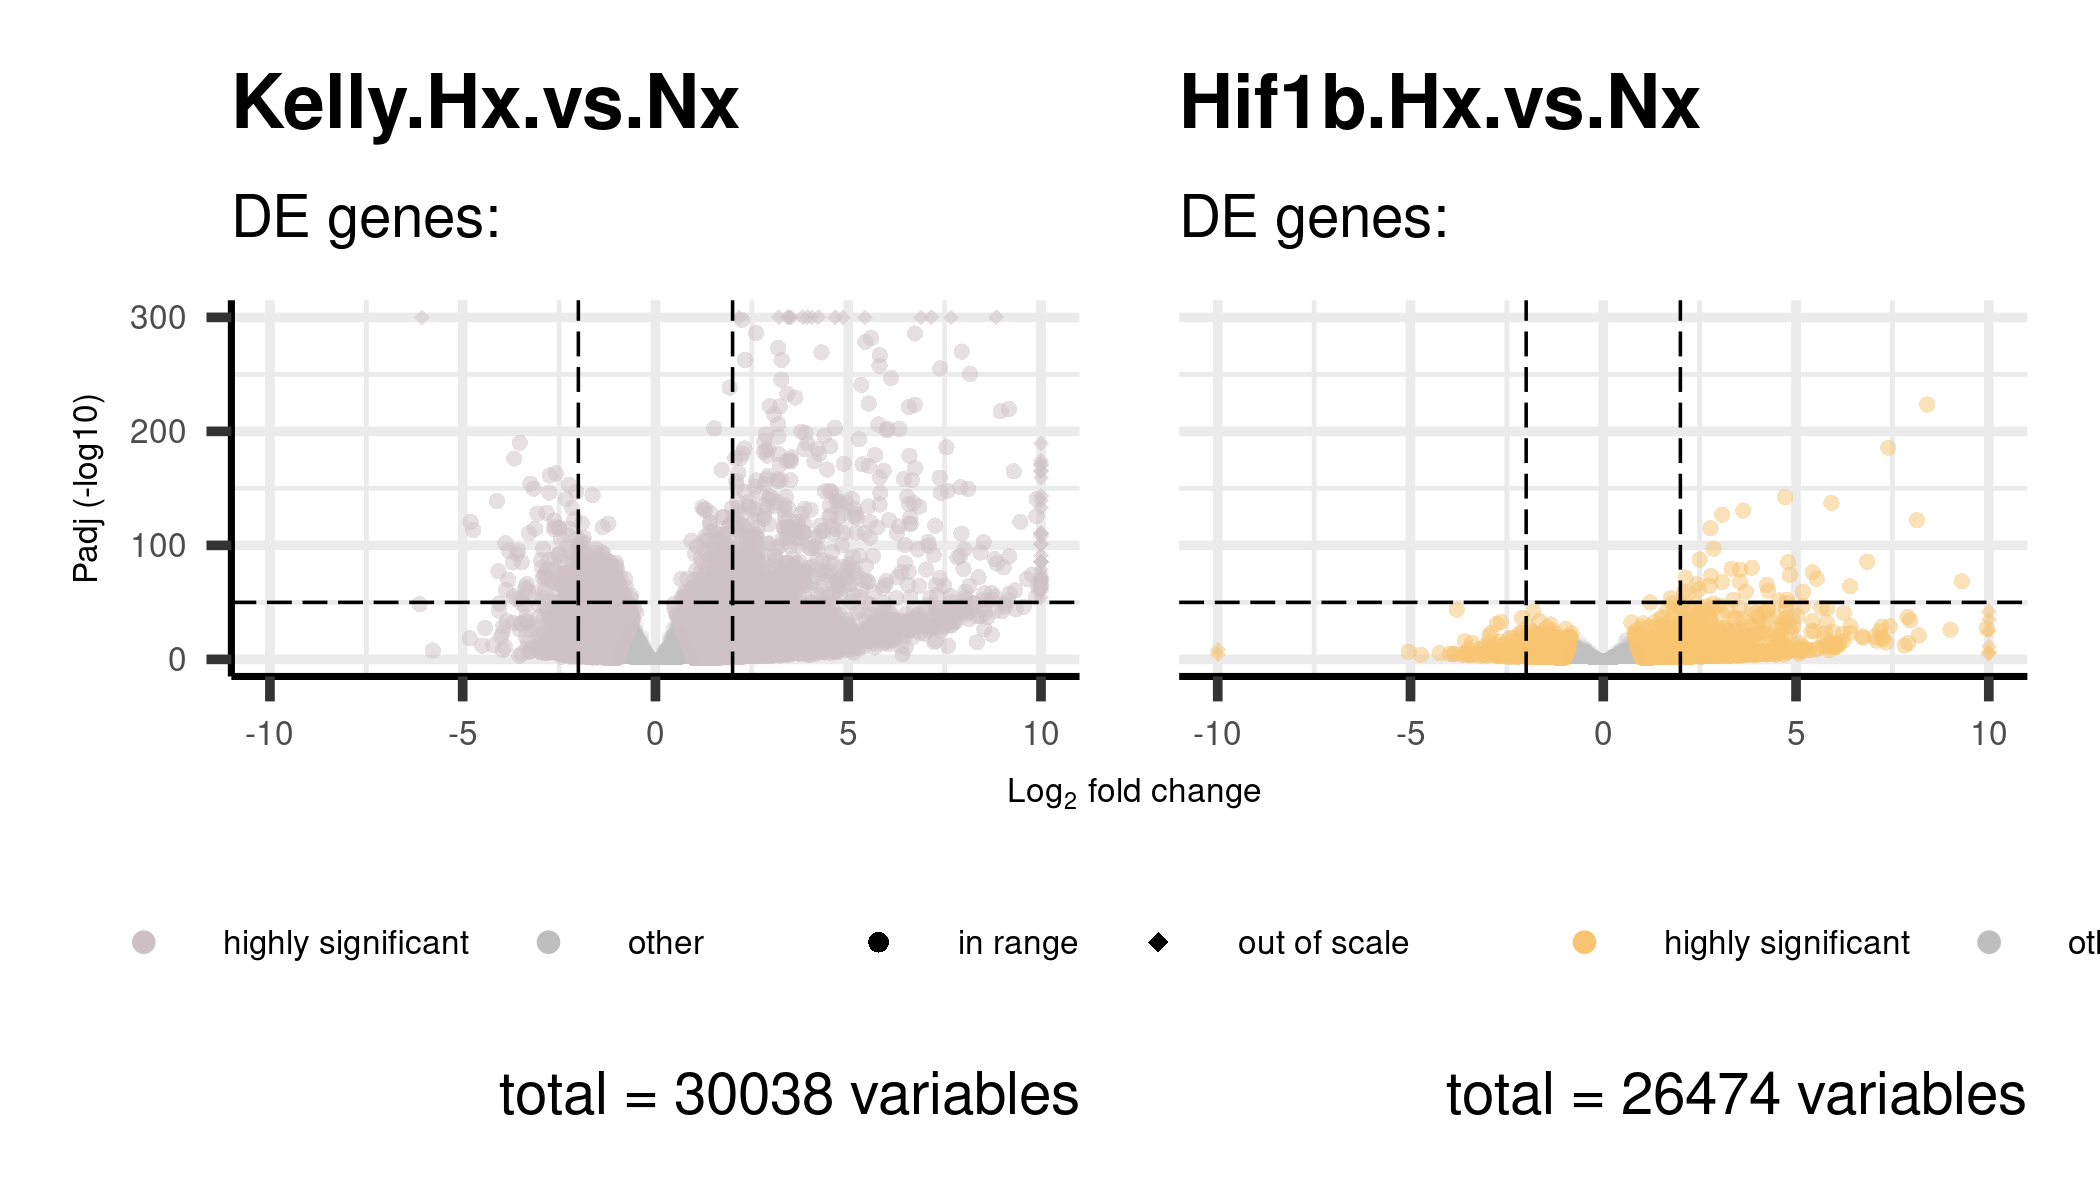 Kelly.Hx.vs.Nx
Hif1b.Hx.vs.Nx
DE genes:
DE genes:
Padj (-log10)
300
200
100
0
-10 -5 0 5 10
-10 -5 0 5 10
Log₂ fold change
highly significant other in range out of scale highly significant
total = 30038 variables
total = 26474 variables